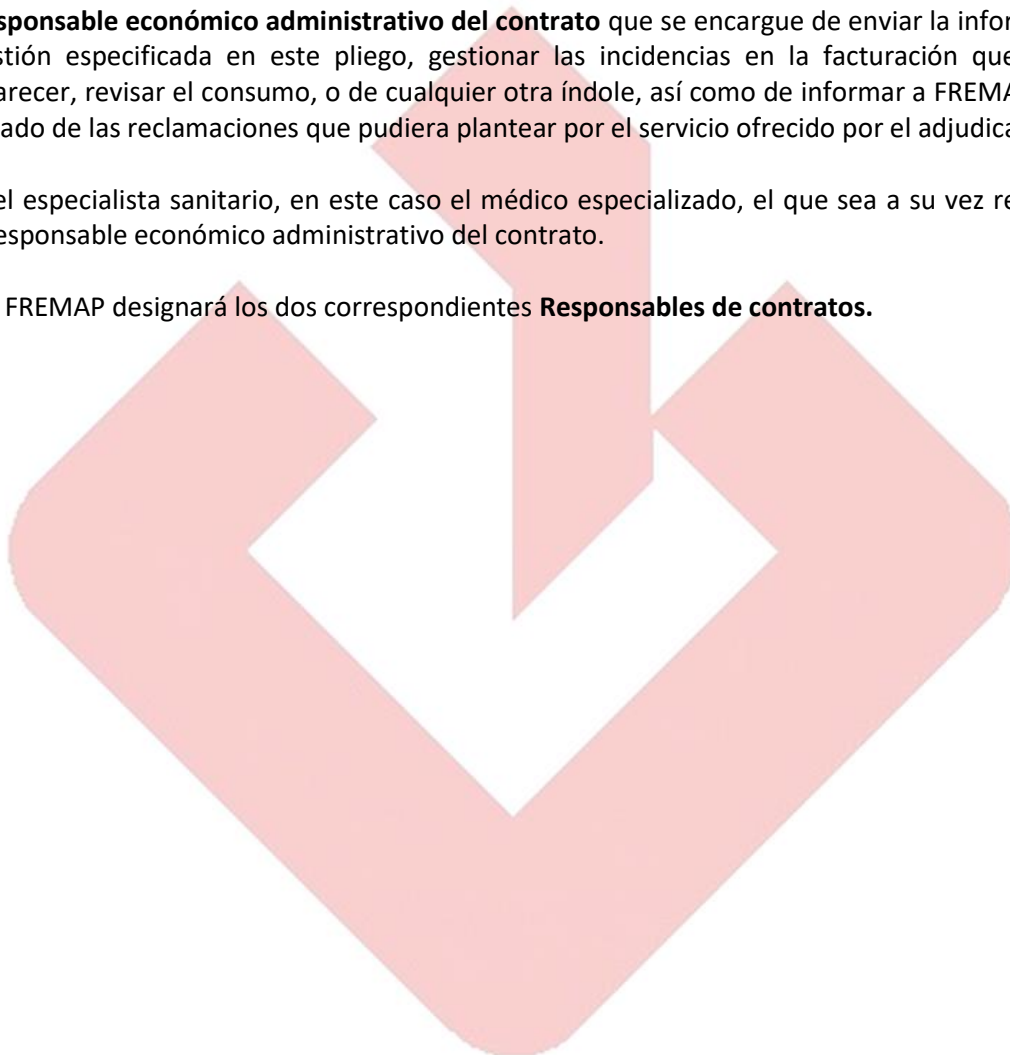 sponsable económico administrativo del contrato que se encargue de enviar la infor
stión especificada en este pliego, gestionar las incidencias en la facturación que
arecer, revisar el consumo, o de cualquier otra índole, así como de informar a FREMA
ado de las reclamaciones que pudiera plantear por el servicio ofrecido por el adjudica
el especialista sanitario, en este caso el médico especializado, el que sea a su vez re
esponsable económico administrativo del contrato.
FREMAP designará los dos correspondientes Responsables de contratos.